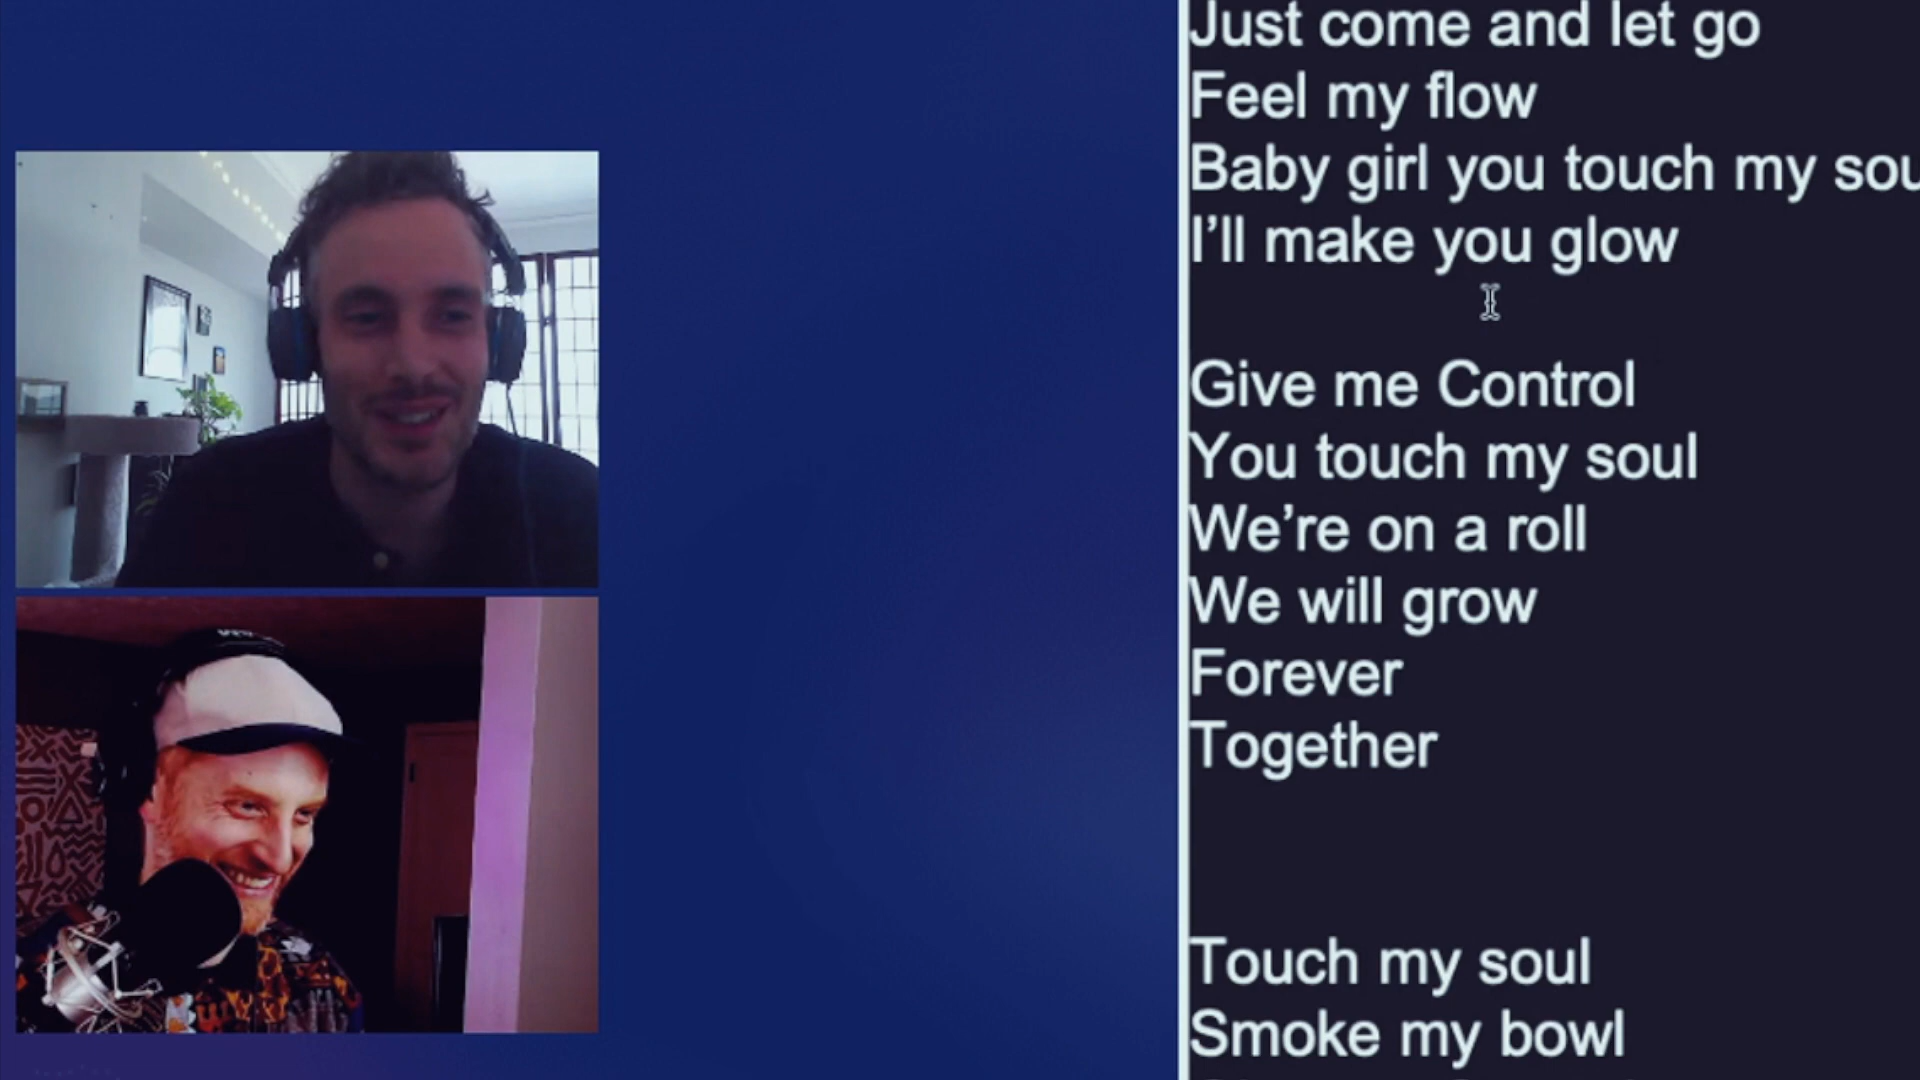 Just come and let go
Feel my flow
Baby girl you touch my
I'll make you glow
Give me Control
You touch my soul
We're on a roll
We will grow
Forever
Together
Touch my soul
Smoke my bowl